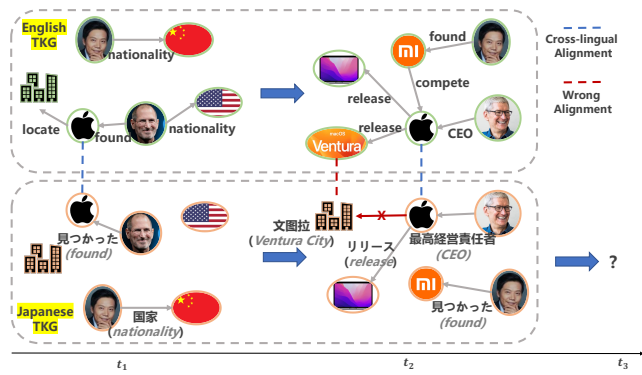 English
TKG
nationality
locate
found
nationality
found
compete
release
release
macOS
Ventura
CEO
Cross-lingual
Alignment
Wrong
Alignment
見つかった
(found)
文图拉
(Ventura City)
X
リリース
(release)
最高経営責任者
(CEO)
見つかった
(found)
?
Japanese
TKG
国家
(nationality)
t1
t2
t3